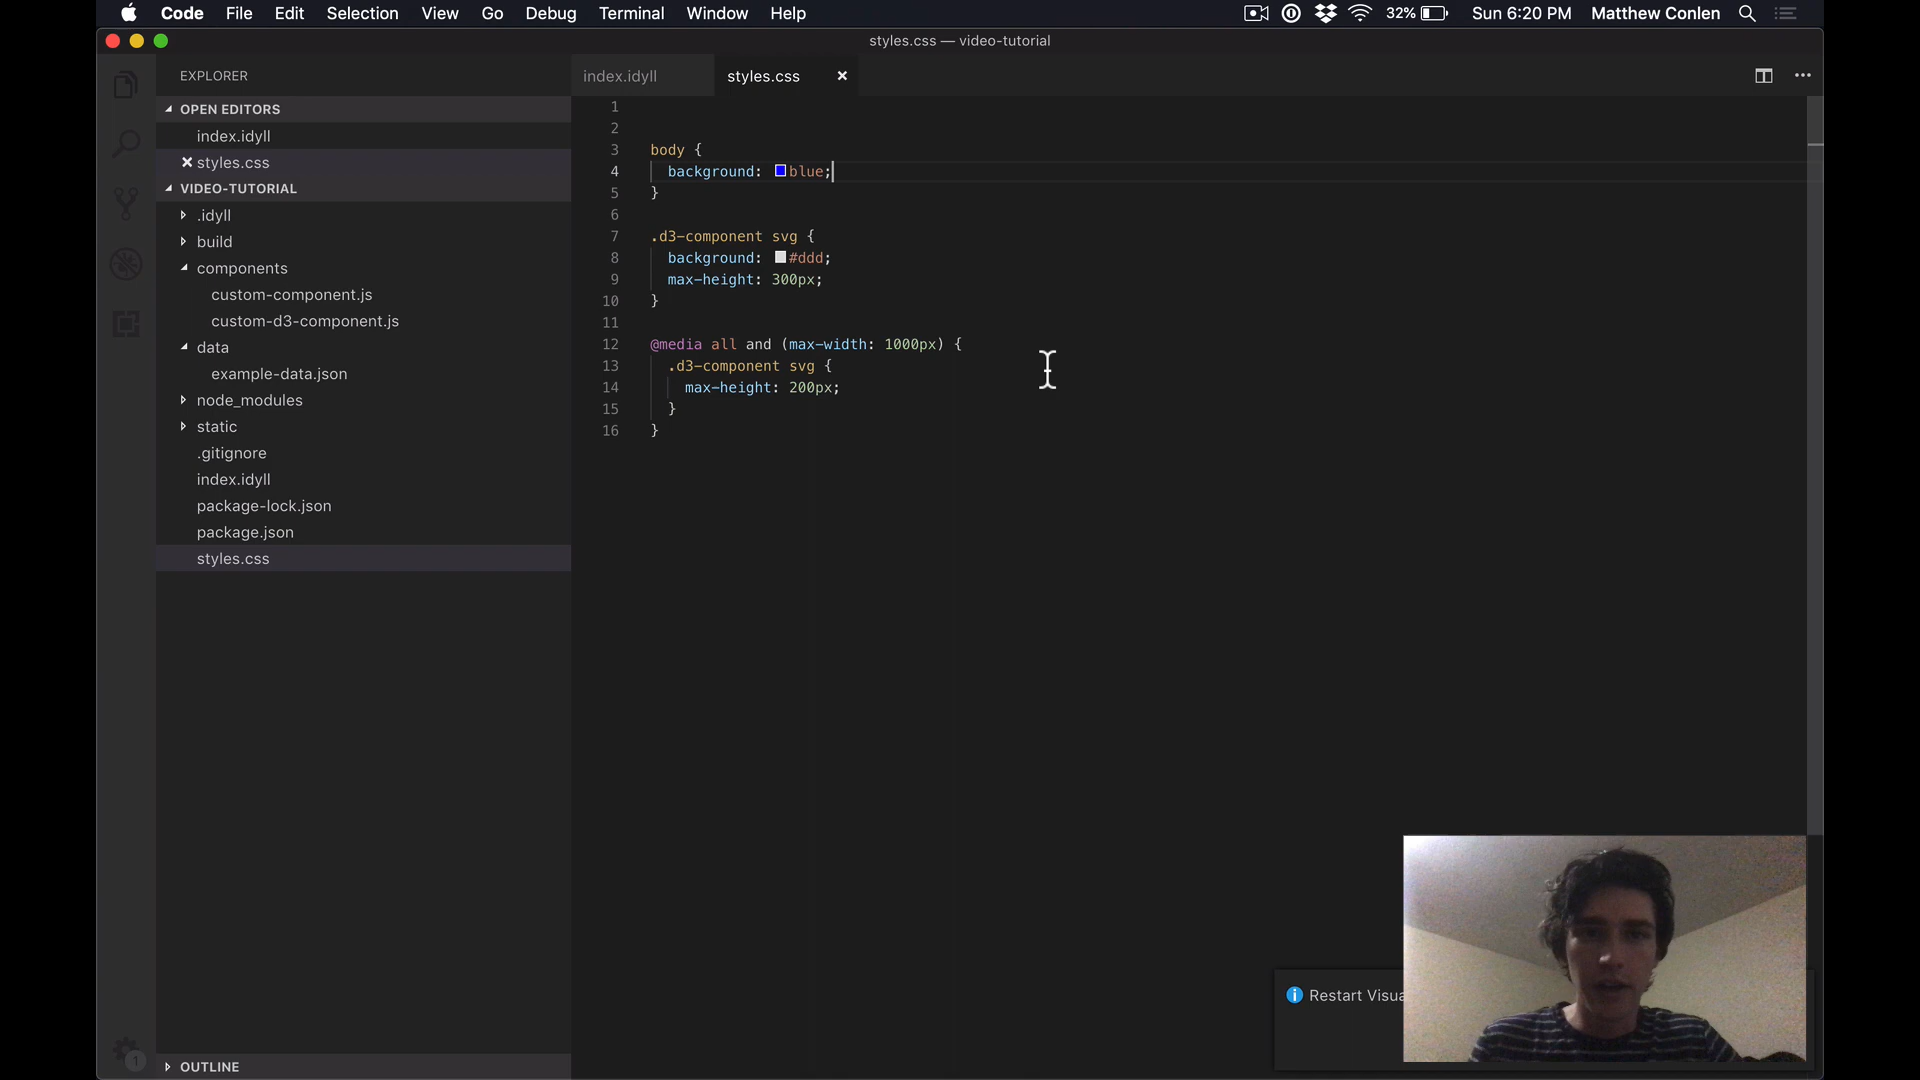 Code File Edit Selection View Go Debug Terminal Window Help 32% Sun 6:20 PM Matthew Conlen
styles.css — video-tutorial
EXPLORER
OPEN EDITORS
index.idyll
styles.css
VIDEO-TUTORIAL
.idyll
build
components
custom-component.js
custom-d3-component.js
data
example-data.json
node_modules
static
.gitignore
index.idyll
package-lock.json
package.json
styles.css
OUTLINE
1
index.idyll styles.css
1
2
3 body {
4 background: blue;
5 }
6
7 .d3-component svg {
8 background: #ddd;
9 max-height: 300px;
10 }
11
12 @media all and (max-width: 1000px) {
13 .d3-component svg {
14 max-height: 200px;
15 }
16 }
Restart Visua